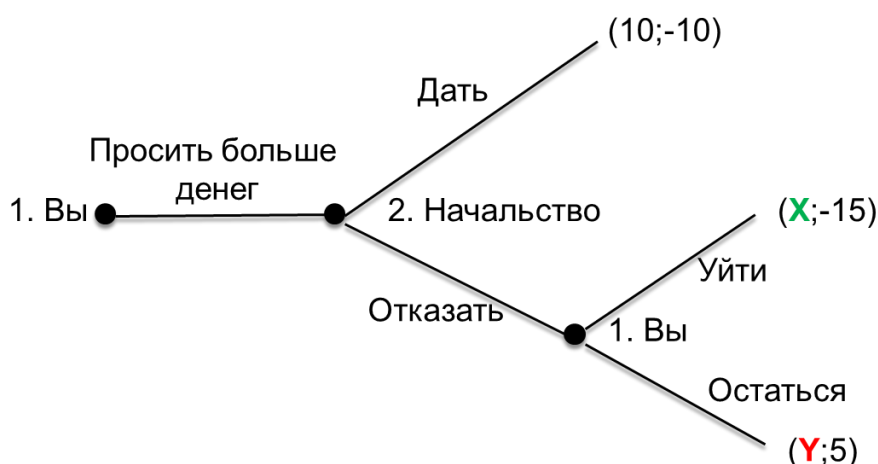 (10;-10)
Дать
Просить больше
денег
1. Вы
2. Начальство
(X;-15)
Уйти
Отказать
1. Вы
Остаться
(Y;5)